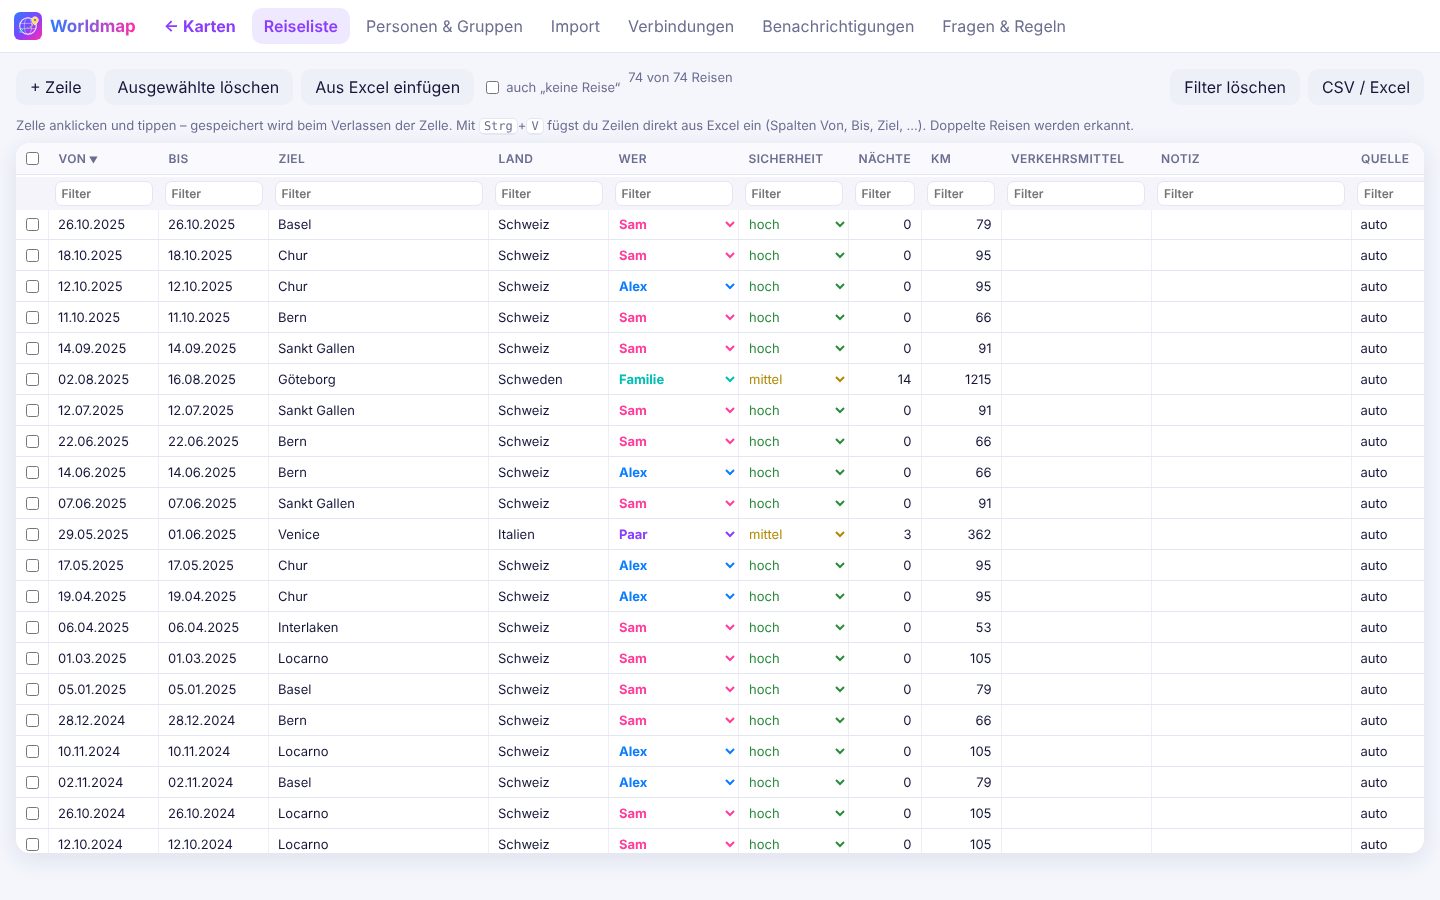 Worldmap ← Karten Reiseliste Personen & Gruppen Import Verbindungen Benachrichtigungen Fragen & Regeln
+ Zeile Ausgewählte löschen Aus Excel einfügen auch „keine Reise“ 74 von 74 Reisen Filter löschen CSV / Excel
Zelle anklicken und tippen – gespeichert wird beim Verlassen der Zelle. Mit Strg+V fügst du Zeilen direkt aus Excel ein (Spalten Von, Bis, Ziel, …). Doppelte Reisen werden erkannt.
VON ▼ BIS ZIEL LAND WER SICHERHEIT NÄCHTE KM VERKEHRSMITTEL NOTIZ QUELLE
Filter Filter Filter Filter Filter Filter Filter Filter Filter Filter Filter
26.10.2025 26.10.2025 Basel Schweiz Sam hoch 0 79 auto
18.10.2025 18.10.2025 Chur Schweiz Sam hoch 0 95 auto
12.10.2025 12.10.2025 Chur Schweiz Alex hoch 0 95 auto
11.10.2025 11.10.2025 Bern Schweiz Sam hoch 0 66 auto
14.09.2025 14.09.2025 Sankt Gallen Schweiz Sam hoch 0 91 auto
02.08.2025 16.08.2025 Göteborg Schweden Familie mittel 14 1215 auto
12.07.2025 12.07.2025 Sankt Gallen Schweiz Sam hoch 0 91 auto
22.06.2025 22.06.2025 Bern Schweiz Sam hoch 0 66 auto
14.06.2025 14.06.2025 Bern Schweiz Alex hoch 0 66 auto
07.06.2025 07.06.2025 Sankt Gallen Schweiz Sam hoch 0 91 auto
29.05.2025 01.06.2025 Venice Italien Paar mittel 3 362 auto
17.05.2025 17.05.2025 Chur Schweiz Alex hoch 0 95 auto
19.04.2025 19.04.2025 Chur Schweiz Alex hoch 0 95 auto
06.04.2025 06.04.2025 Interlaken Schweiz Sam hoch 0 53 auto
01.03.2025 01.03.2025 Locarno Schweiz Sam hoch 0 105 auto
05.01.2025 05.01.2025 Basel Schweiz Sam hoch 0 79 auto
28.12.2024 28.12.2024 Bern Schweiz Sam hoch 0 66 auto
10.11.2024 10.11.2024 Locarno Schweiz Alex hoch 0 105 auto
02.11.2024 02.11.2024 Basel Schweiz Alex hoch 0 79 auto
26.10.2024 26.10.2024 Locarno Schweiz Sam hoch 0 105 auto
12.10.2024 12.10.2024 Locarno Schweiz Sam hoch 0 105 auto